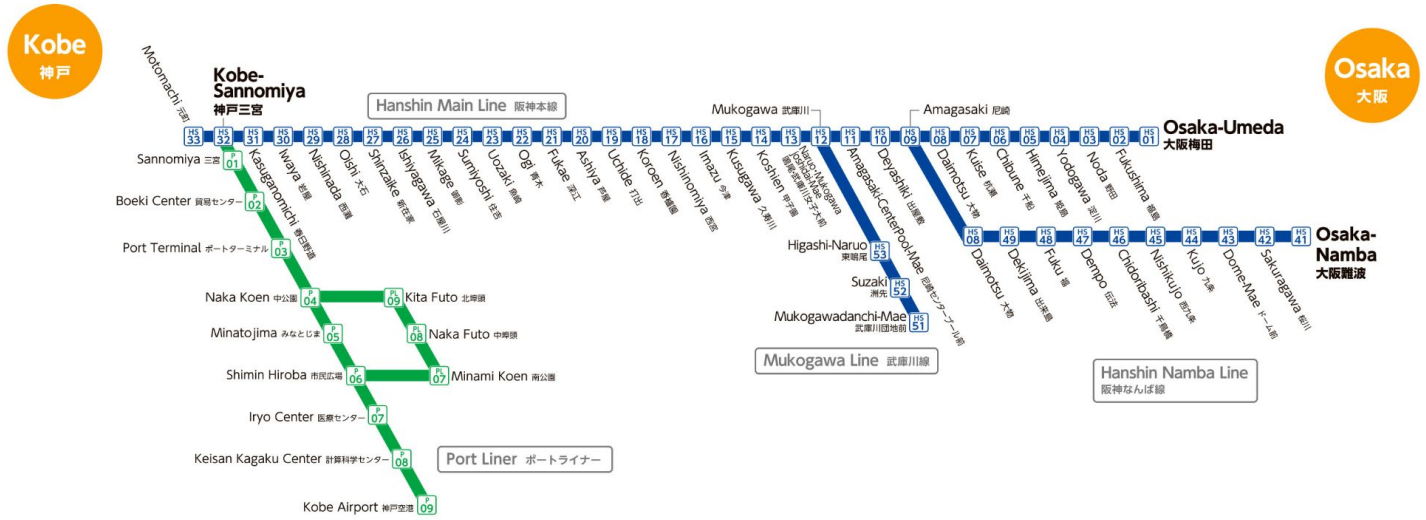 Kobe
神戸
Osaka
大阪
Motomachi 元町
Kobe-
Sannomiya
神戸三宮
Hanshin Main Line 阪神本線
Mukogawa 武庫川
Amagasaki 尼崎
Osaka-Umeda
大阪梅田
HS 33
HS 32
HS 31
HS 30
HS 29
HS 28
HS 27
HS 26
HS 25
HS 24
HS 23
HS 22
HS 21
HS 20
HS 19
HS 18
HS 17
HS 16
HS 15
HS 14
HS 13
HS 12
HS 11
HS 10
HS 09
HS 08
HS 07
HS 06
HS 05
HS 04
HS 03
HS 02
HS 01
Kasuganomichi 春日野道
Iwaya 岩屋
Nishinada 西灘
Oishi 大石
Shinzaike 新在家
Ishiyagawa 石屋川
Mikage 御影
Sumiyoshi 住吉
Uozaki 魚崎
Ogi 青木
Fukae 深江
Ashiya 芦屋
Uchide 打出
Koroen 香櫨園
Nishinomiya 西宮
Imazu 今津
Kusugawa 久寿川
Koshien 甲子園
Naruo-Mukogawa
Joshidai-Mae
鳴尾・武庫川女子大前
Amagasaki-CenterPool-Mae 尼崎センタープール前
Deyashiki 出屋敷
Daimotsu 大物
Kuise 杭瀬
Chibune 千船
Himejima 姫島
Yodogawa 淀川
Noda 野田
Fukushima 福島
Sannomiya 三宮
P 01
Boeki Center 貿易センター
P 02
Port Terminal ポートターミナル
P 03
Naka Koen 中公園
P 04
PL 09
Kita Futo 北埠頭
Minatojima みなとじま
P 05
PL 08
Naka Futo 中埠頭
Shimin Hiroba 市民広場
P 06
PL 07
Minami Koen 南公園
Iryo Center 医療センター
P 07
Keisan Kagaku Center 計算科学センター
P 08
Kobe Airport 神戸空港
P 09
Port Liner ポートライナー
Higashi-Naruo
東鳴尾
HS 53
Suzaki
洲先
HS 52
Mukogawadanchi-Mae
武庫川団地前
HS 51
Mukogawa Line 武庫川線
HS 08
HS 49
HS 48
HS 47
HS 46
HS 45
HS 44
HS 43
HS 42
HS 41
Osaka-
Namba
大阪難波
Daimotsu 大物
Dekijima 出来島
Fuku 福
Dempo 伝法
Chidoribashi 千鳥橋
Nishikujo 西九条
Kujo 九条
Dome-Mae ドーム前
Sakuragawa 桜川
Hanshin Namba Line
阪神なんば線